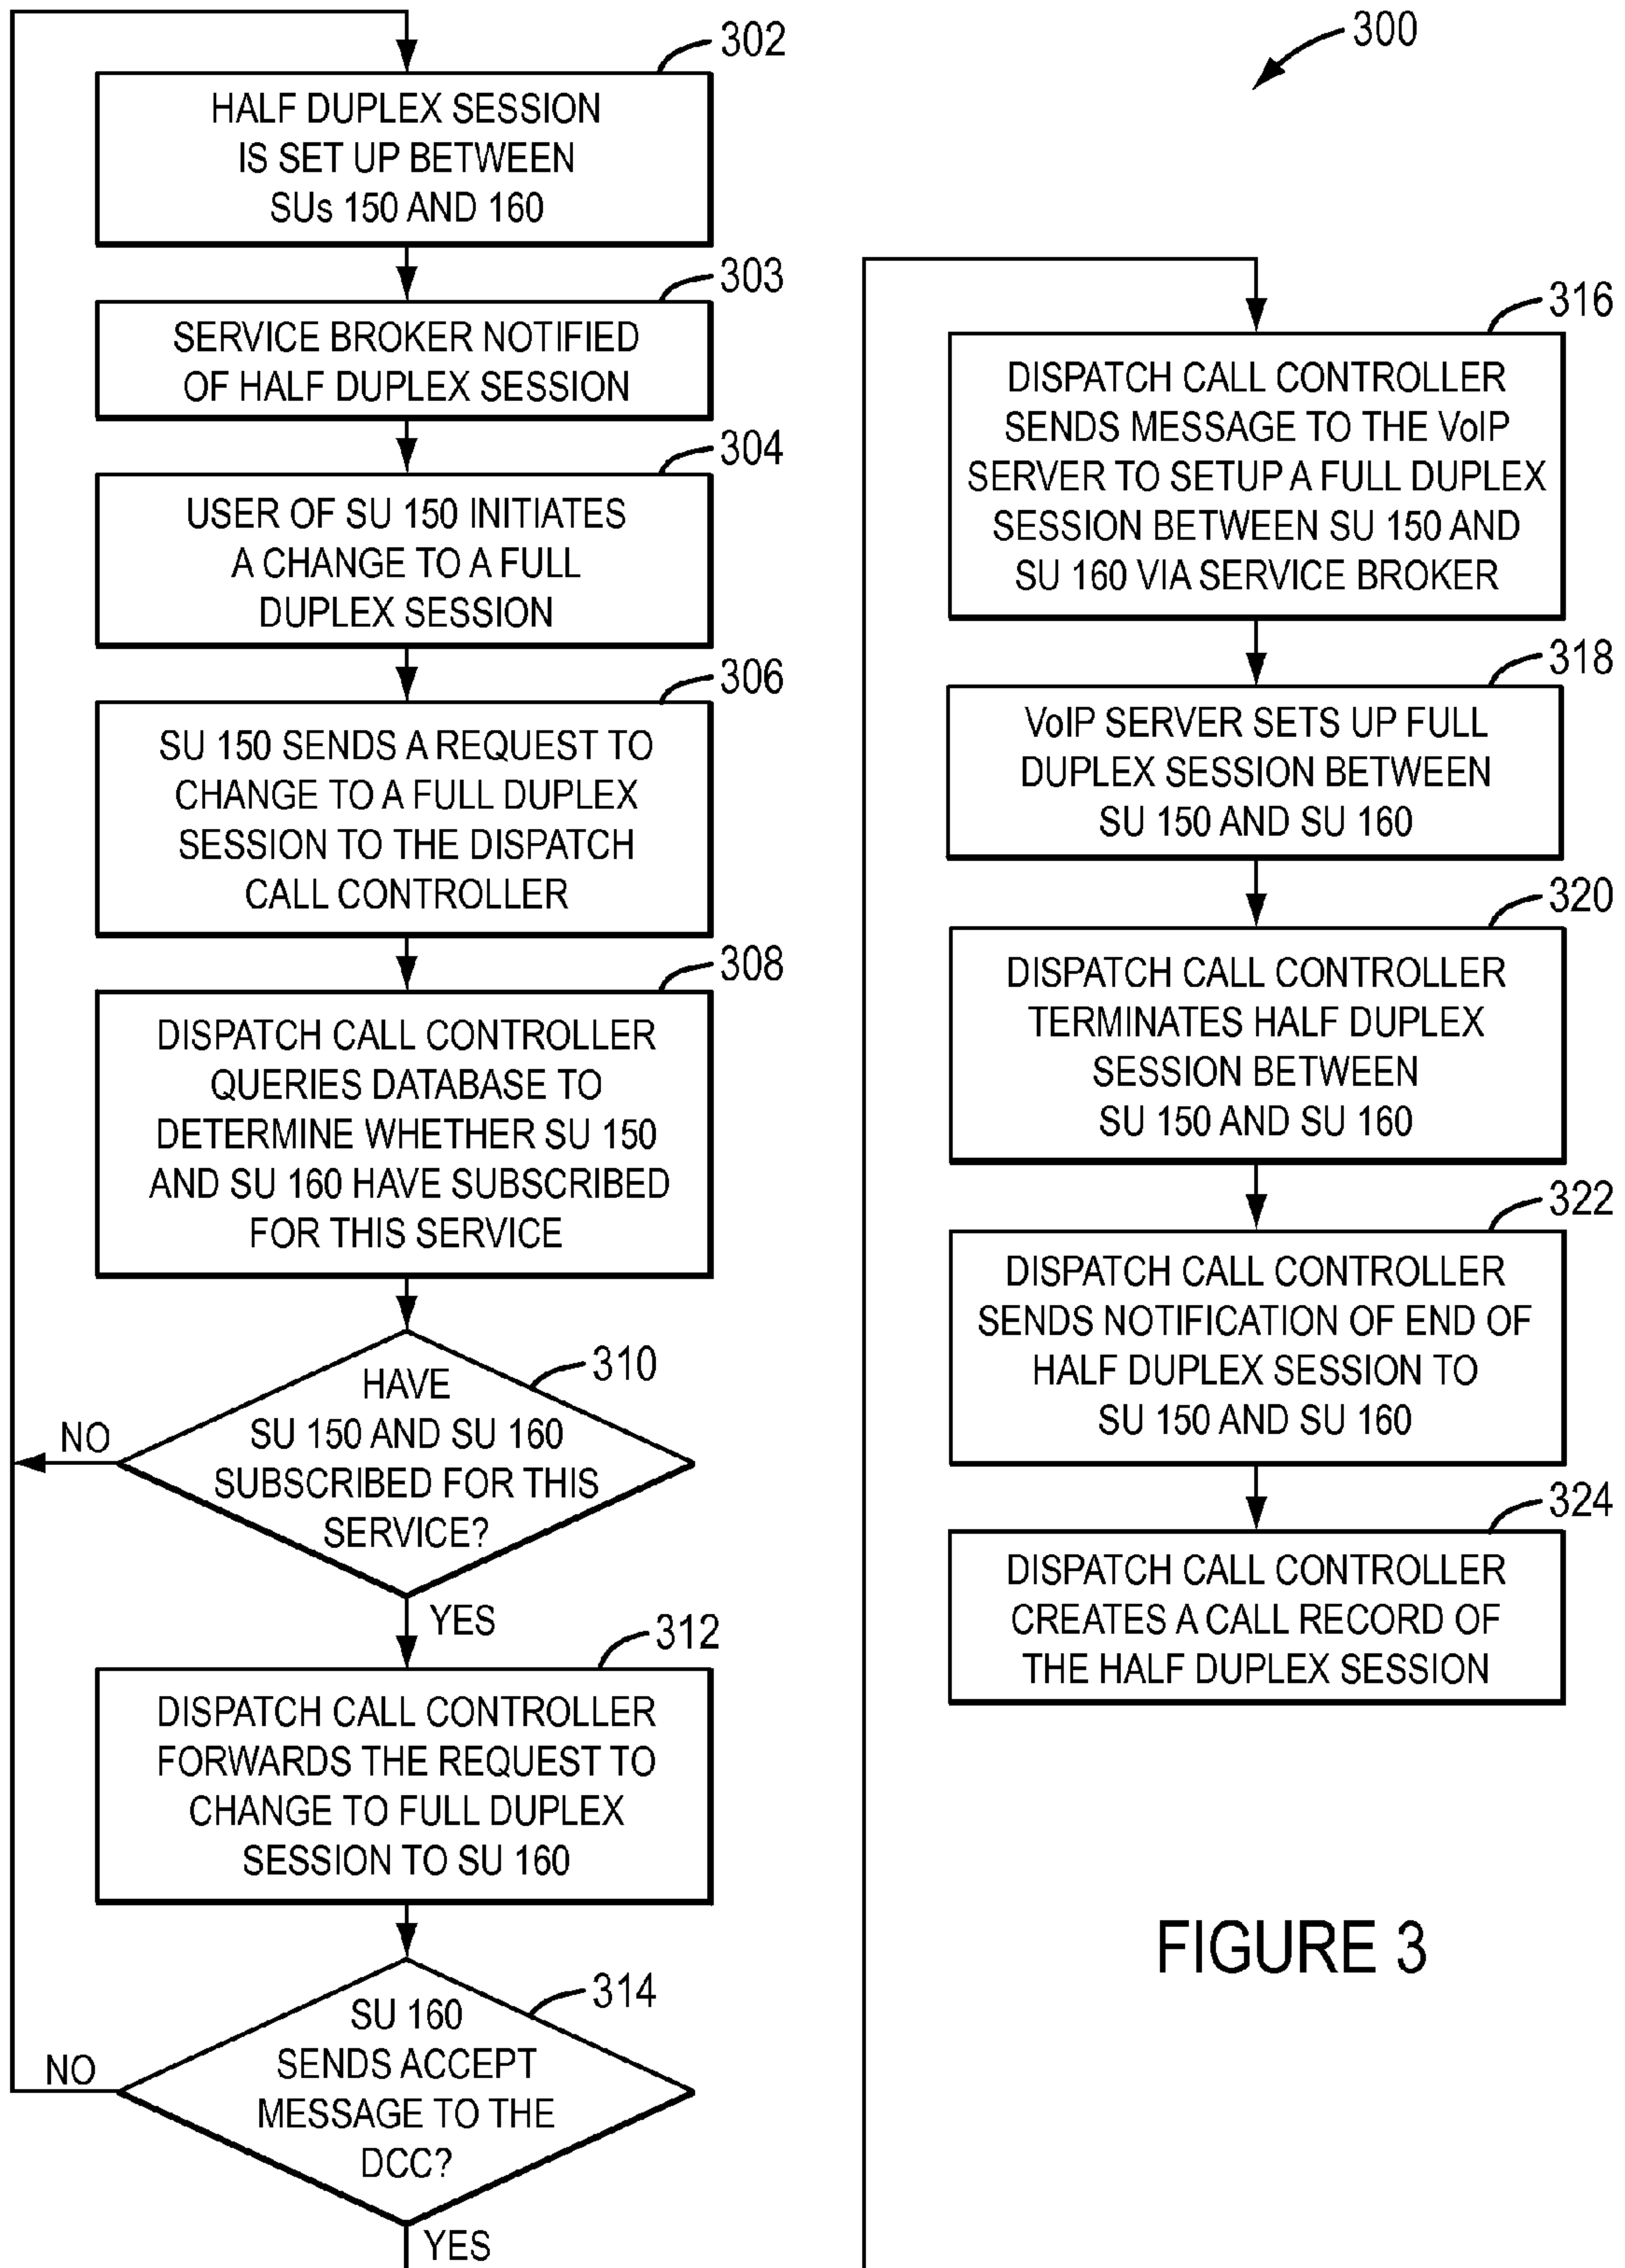 302
HALF DUPLEX SESSION
IS SET UP BETWEEN
SUs 150 AND 160
303
SERVICE BROKER NOTIFIED
OF HALF DUPLEX SESSION
304
USER OF SU 150 INITIATES
A CHANGE TO A FULL
DUPLEX SESSION
306
SU 150 SENDS A REQUEST TO
CHANGE TO A FULL DUPLEX
SESSION TO THE DISPATCH
CALL CONTROLLER
308
DISPATCH CALL CONTROLLER
QUERIES DATABASE TO
DETERMINE WHETHER SU 150
AND SU 160 HAVE SUBSCRIBED
FOR THIS SERVICE
310
HAVE
SU 150 AND SU 160
SUBSCRIBED FOR THIS
SERVICE?
NO
YES
312
DISPATCH CALL CONTROLLER
FORWARDS THE REQUEST TO
CHANGE TO FULL DUPLEX
SESSION TO SU 160
314
SU 160
SENDS ACCEPT
MESSAGE TO THE
DCC?
NO
YES
300
316
DISPATCH CALL CONTROLLER
SENDS MESSAGE TO THE VoIP
SERVER TO SETUP A FULL DUPLEX
SESSION BETWEEN SU 150 AND
SU 160 VIA SERVICE BROKER
318
VoIP SERVER SETS UP FULL
DUPLEX SESSION BETWEEN
SU 150 AND SU 160
320
DISPATCH CALL CONTROLLER
TERMINATES HALF DUPLEX
SESSION BETWEEN
SU 150 AND SU 160
322
DISPATCH CALL CONTROLLER
SENDS NOTIFICATION OF END OF
HALF DUPLEX SESSION TO
SU 150 AND SU 160
324
DISPATCH CALL CONTROLLER
CREATES A CALL RECORD OF
THE HALF DUPLEX SESSION
FIGURE 3